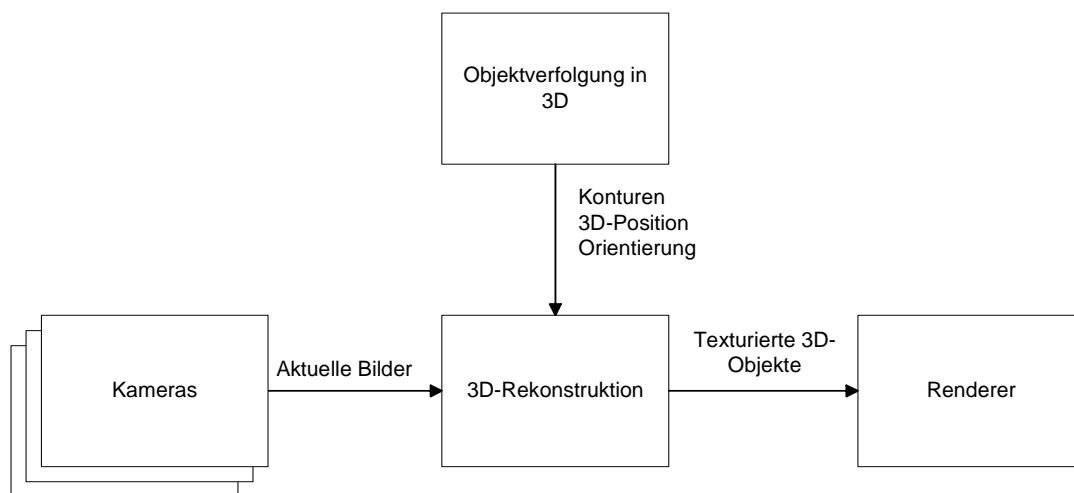 Objektverfolgung in
3D
Konturen
3D-Position
Orientierung
Kameras
Aktuelle Bilder
3D-Rekonstruktion
Texturierte 3D-
Objekte
Renderer